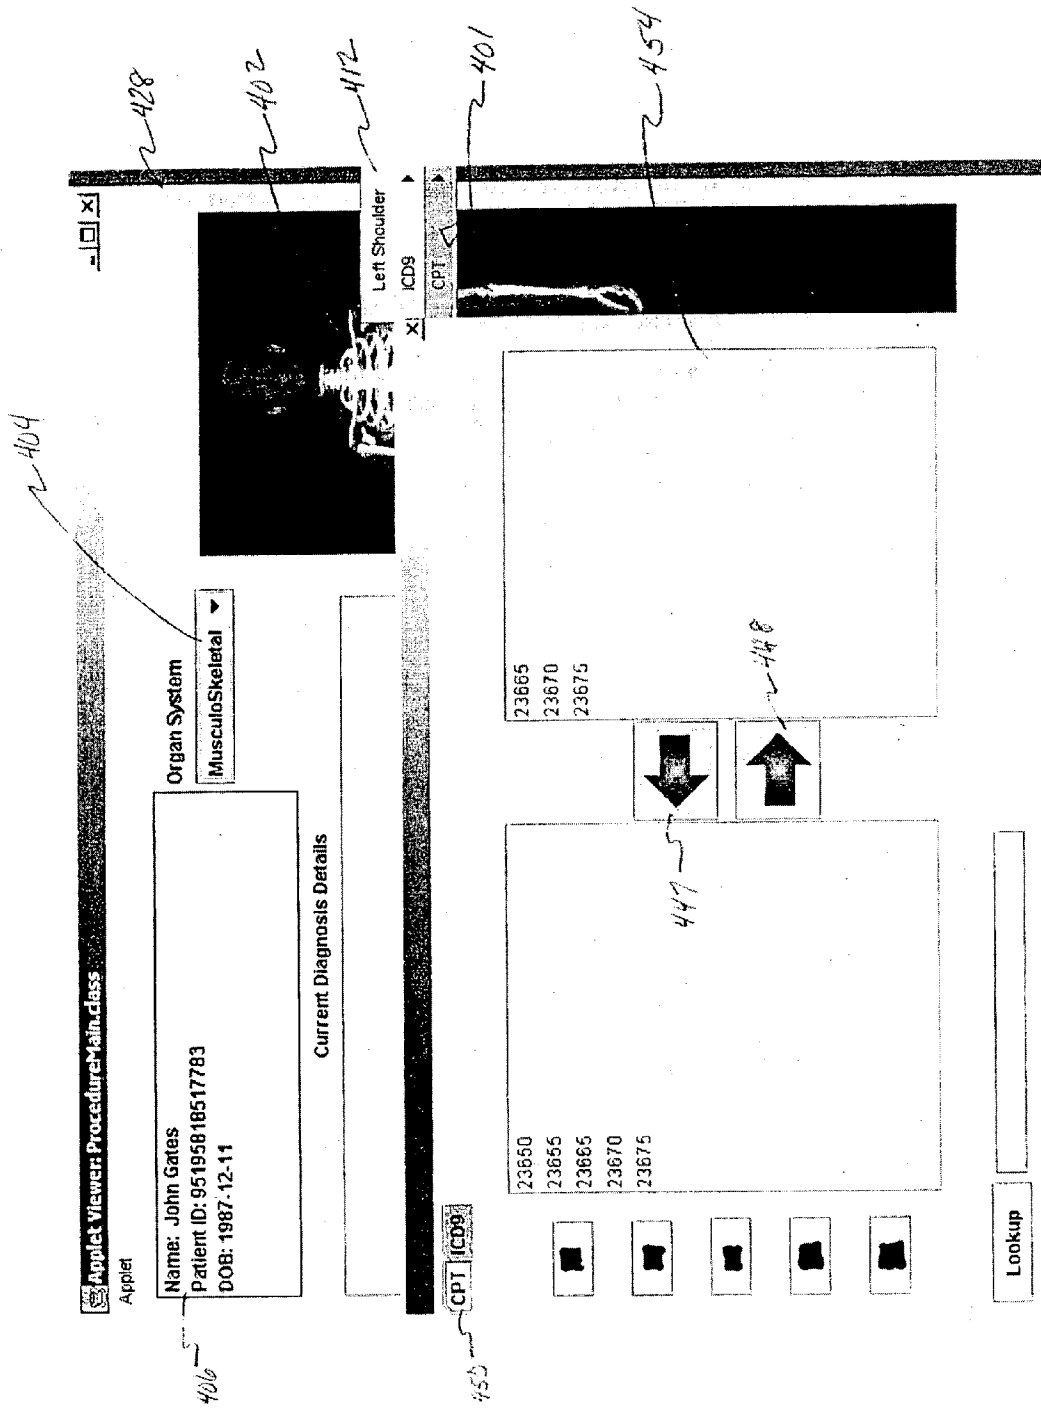 Applet Viewer: ProcedureMain.class
Applet
Name: John Gates
Patient ID: 9519581851 7783
DOB: 1987-12-11
Organ System
MusculoSkeletal
Current Diagnosis Details
Left Shoulder
ICD9
CPT
CPT ICD9
23650
23655
23665
23670
23675
23665
23670
23675
Lookup
404
428
402
412
401
454
406
450
447
448